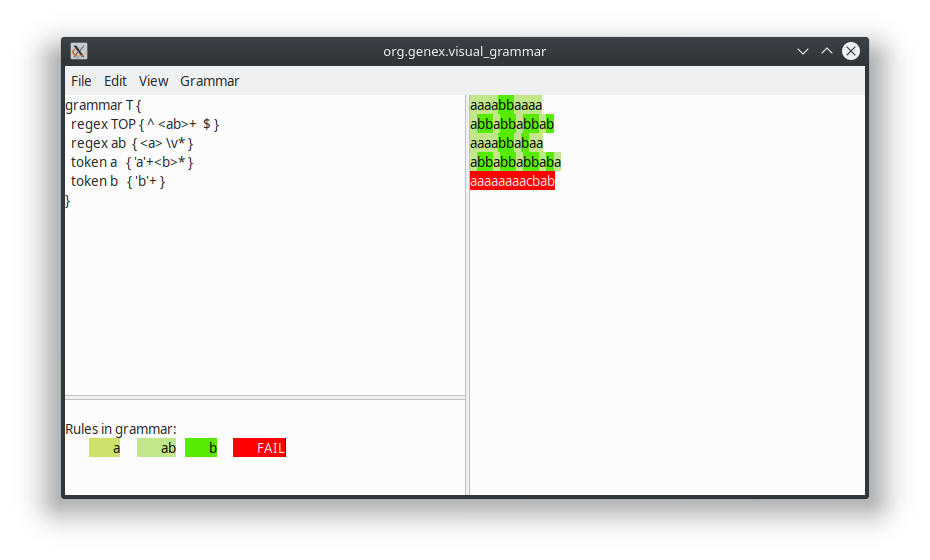 org.genex.visual_grammar
File Edit View Grammar
grammar T {
regex TOP { ^ <ab>+ $ }
regex ab { <a> \v* }
token a { 'a'+<b>* }
token b { 'b'+ }
}
Rules in grammar:
a ab b FAIL
aaaabbaaaa
abbabbabbab
aaaabbabaa
abbabbabbaba
aaaaaaaacbab